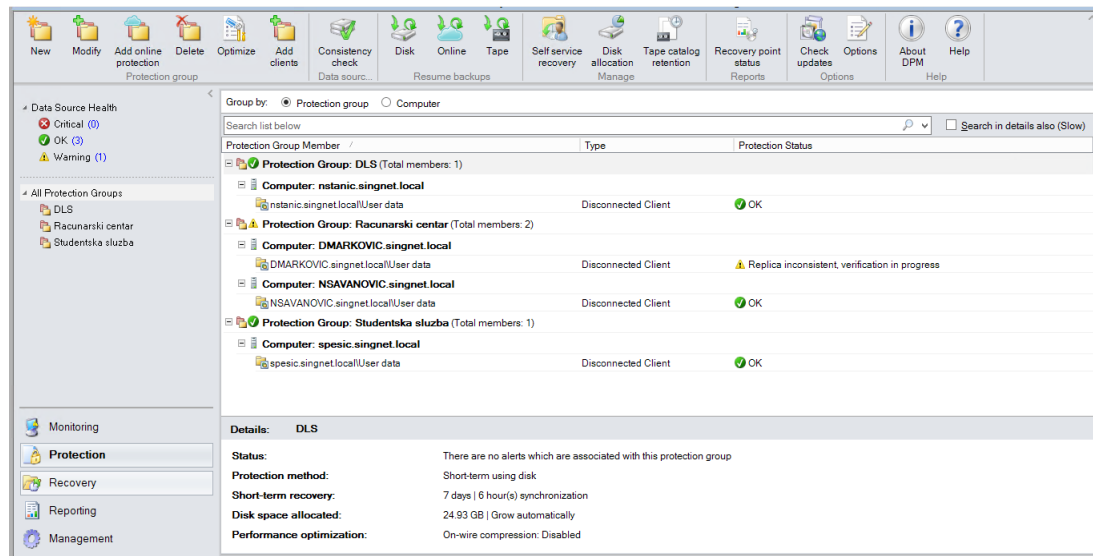 New Modify Add online protection Delete Optimize Add clients Consistency check Disk Online Tape Self service recovery Disk allocation Tape catalog retention Recovery point status Check updates Options About DPM Help
Protection group Data sourc... Resume backups Manage Reports Options Help
Data Source Health
Critical (0)
OK (3)
Warning (1)
All Protection Groups
DLS
Racunarski centar
Studentska sluzba
Monitoring
Protection
Recovery
Reporting
Management
Group by: Protection group Computer
Search list below Search in details also (Slow)
Protection Group Member Type Protection Status
Protection Group: DLS (Total members: 1)
Computer: nstanic.singnet.local
nstanic.singnet.local\User data Disconnected Client OK
Protection Group: Racunarski centar (Total members: 2)
Computer: DMARKOVIC.singnet.local
DMARKOVIC.singnet.local\User data Disconnected Client Replica inconsistent, verification in progress
Computer: NSAVANOVIC.singnet.local
NSAVANOVIC.singnet.local\User data Disconnected Client OK
Protection Group: Studentska sluzba (Total members: 1)
Computer: spesic.singnet.local
spesic.singnet.local\User data Disconnected Client OK
Details: DLS
Status: There are no alerts which are associated with this protection group
Protection method: Short-term using disk
Short-term recovery: 7 days | 6 hour(s) synchronization
Disk space allocated: 24.93 GB | Grow automatically
Performance optimization: On-wire compression: Disabled